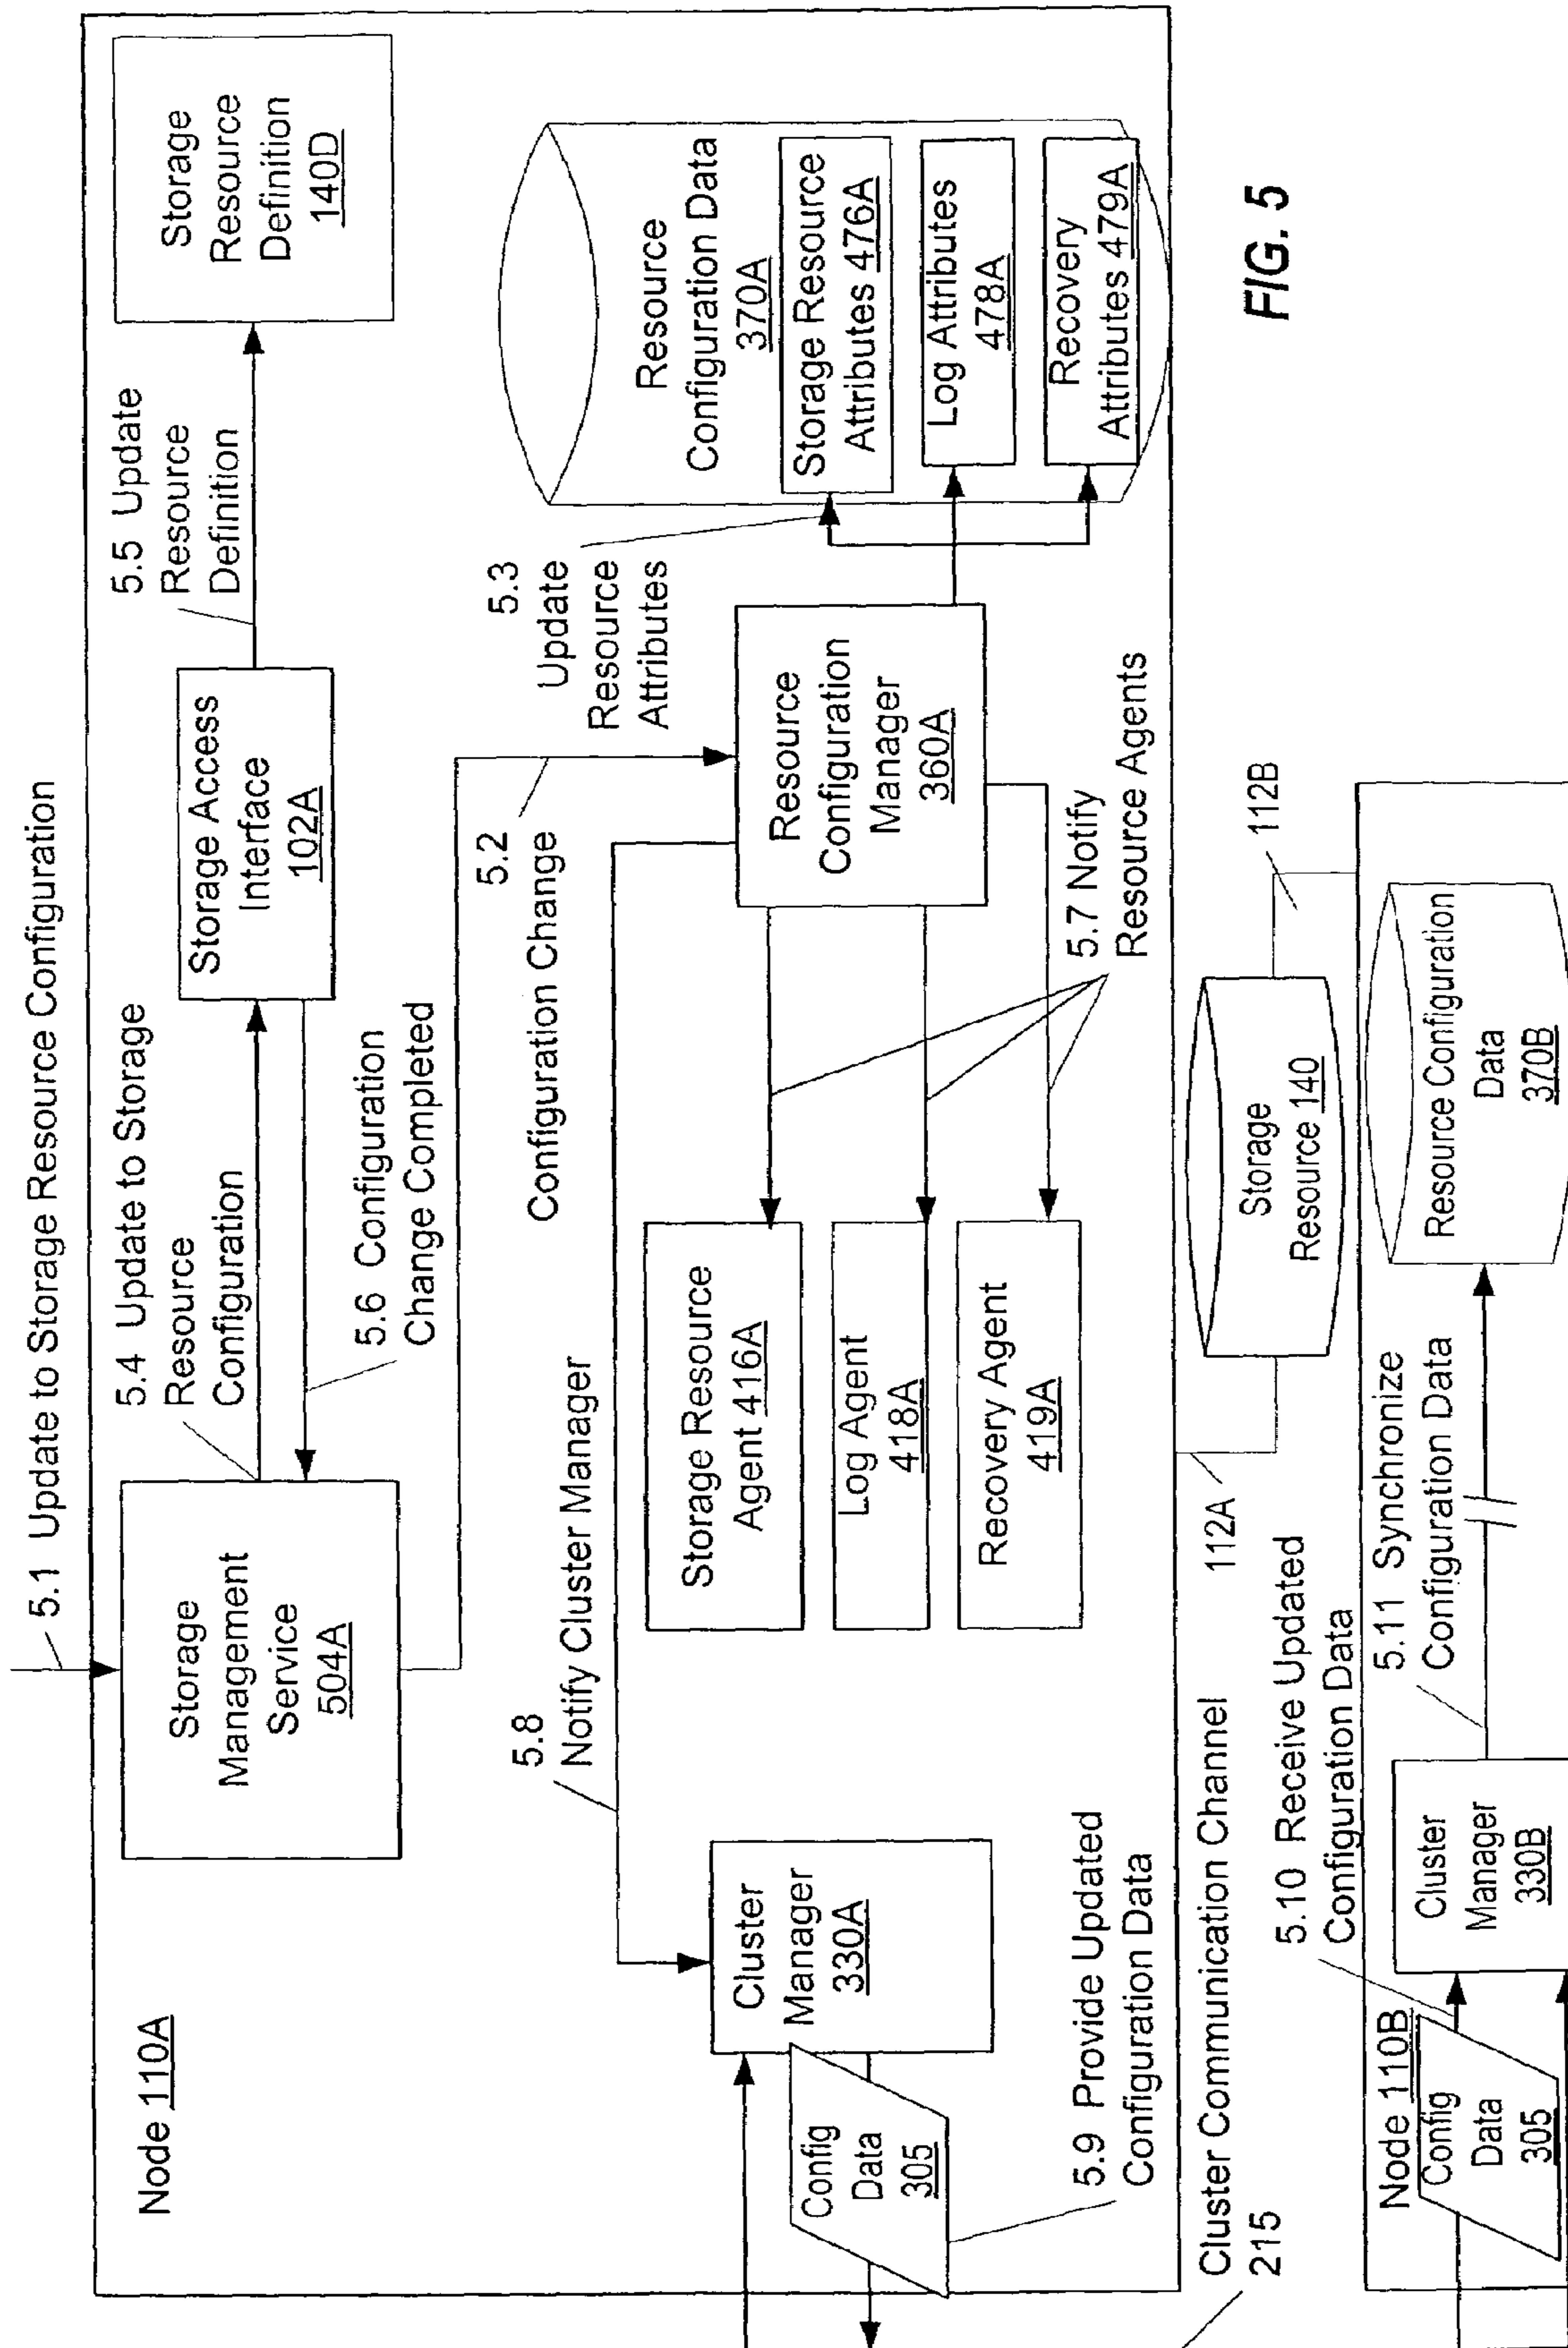 5.1 Update to Storage Resource Configuration
Storage
Management
Service
504A
5.4 Update to Storage
Resource
Configuration
5.6 Configuration
Change Completed
Storage Access
Interface
102A
5.5 Update
Resource
Definition
Storage
Resource
Definition
140D
Node 110A
5.8
Notify Cluster Manager
5.2
Configuration Change
5.3
Update
Resource
Attributes
Resource
Configuration Data
370A
Storage Resource
Attributes 476A
Log Attributes
478A
Recovery
Attributes 479A
Cluster
Manager
330A
Storage Resource
Agent 416A
Log Agent
418A
Recovery Agent
419A
Resource
Configuration
Manager
360A
5.7 Notify
Resource Agents
Config
Data
305
5.9 Provide Updated
Configuration Data
Cluster Communication Channel
215
112A
Storage
Resource 140
112B
FIG. 5
Node 110B
Config
Data
305
5.10 Receive Updated
Configuration Data
Cluster
Manager
330B
5.11 Synchronize
Configuration Data
Resource Configuration
Data
370B